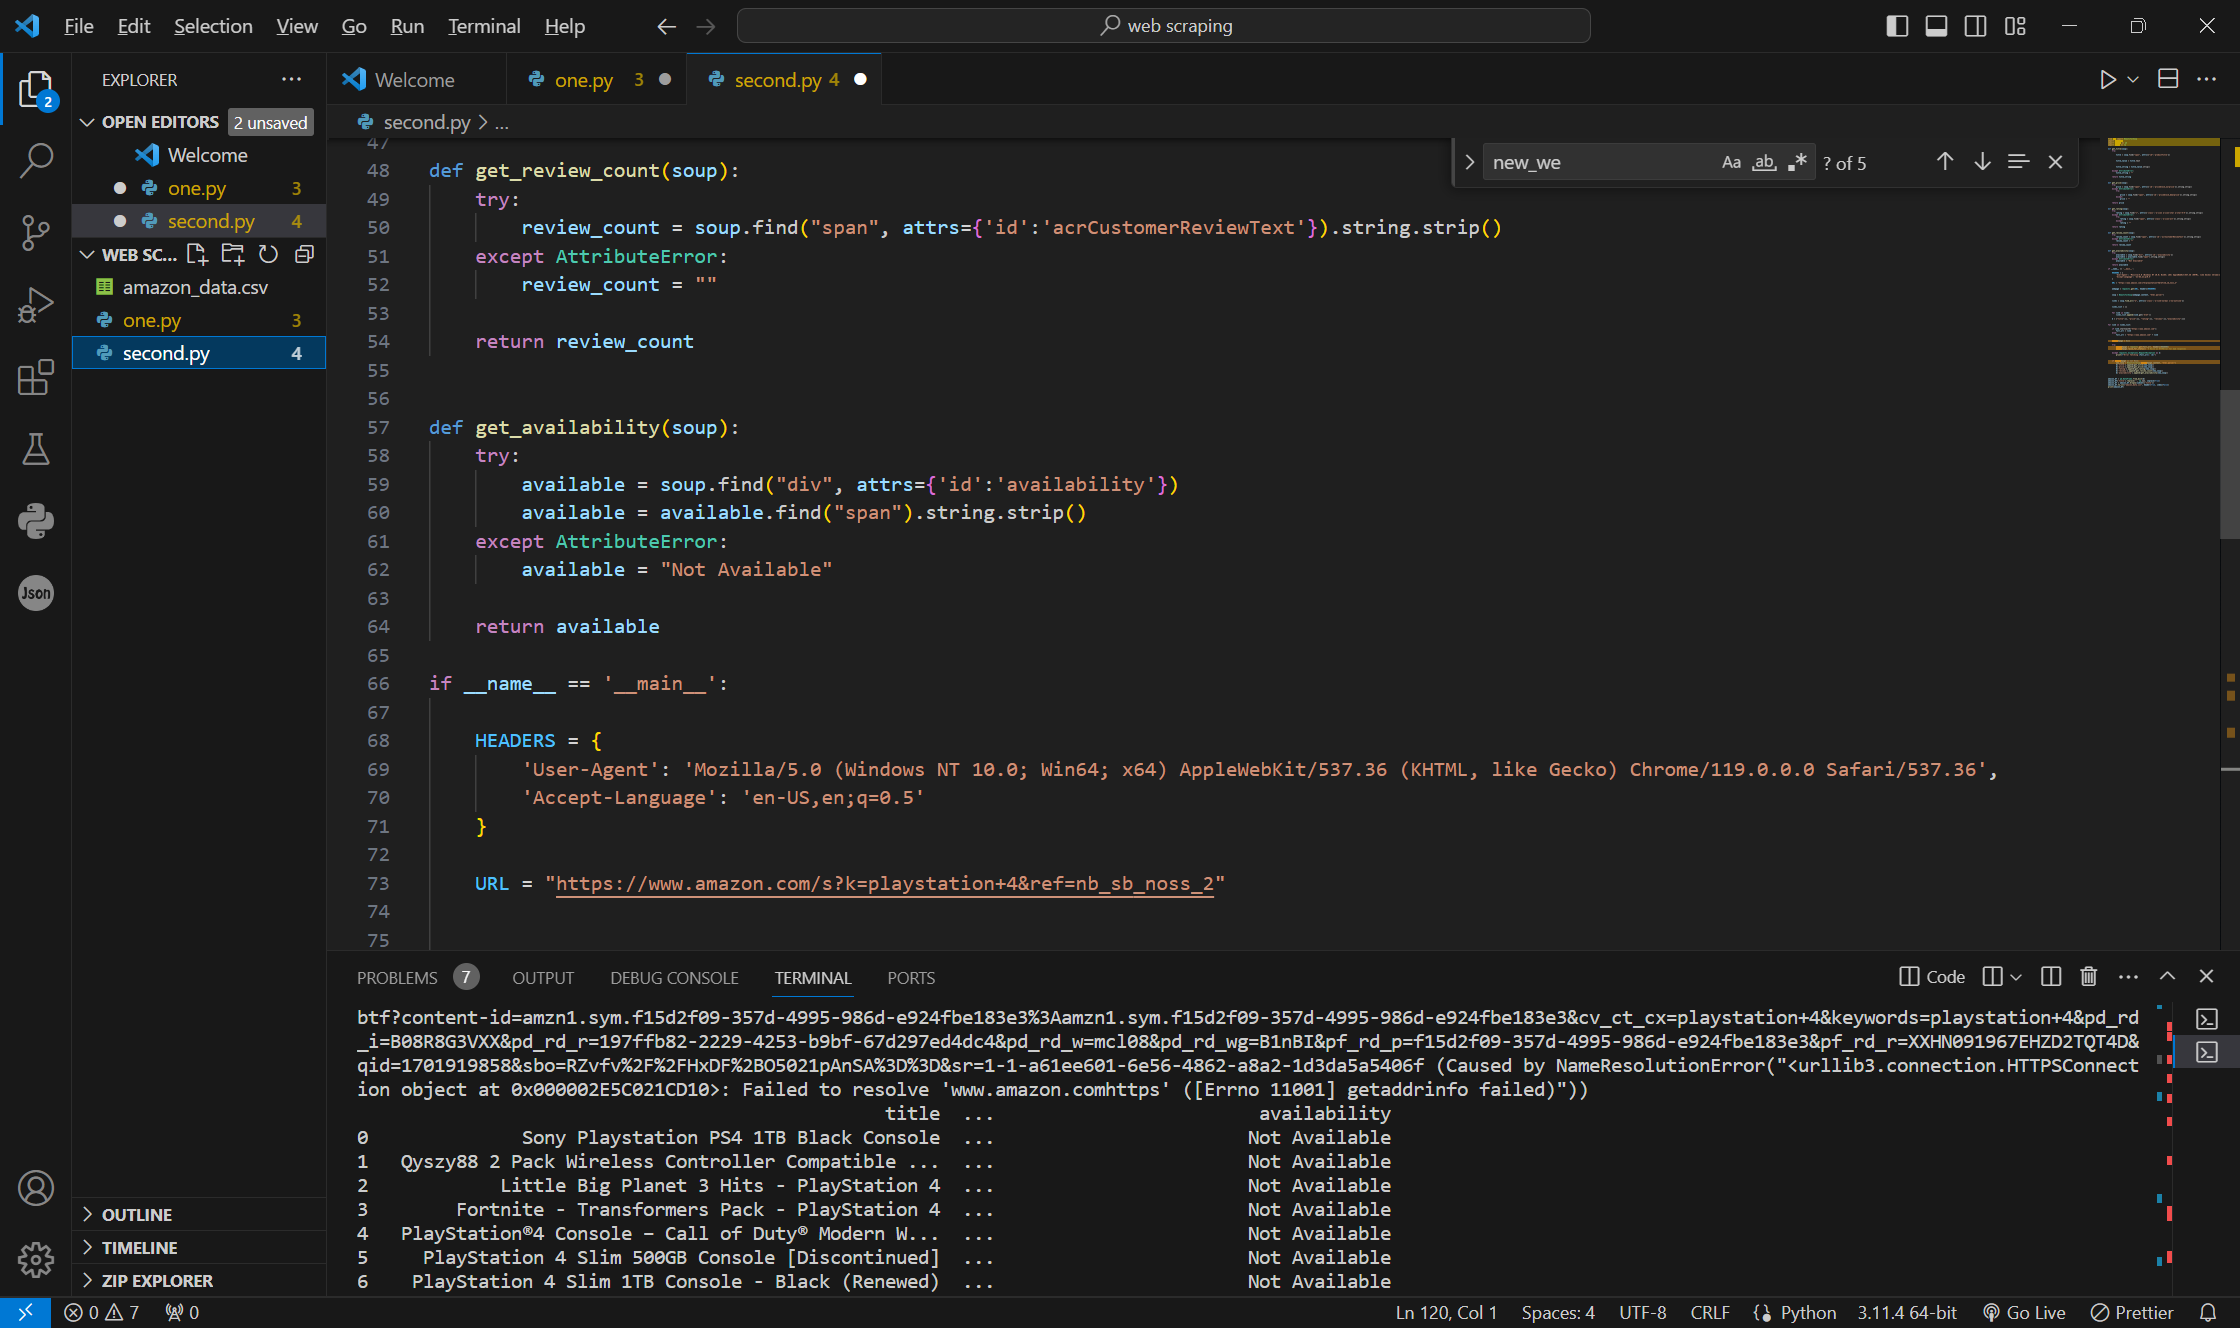 File Edit Selection View Go Run Terminal Help
web scraping
EXPLORER
OPEN EDITORS 2 unsaved
Welcome
one.py 3
second.py 4
WEB SC...
amazon_data.csv
one.py 3
second.py 4
OUTLINE
TIMELINE
ZIP EXPLORER
2
Json
Welcome one.py 3 second.py 4
second.py > ...
new_we Aa ab ? of 5
47
48 def get_review_count(soup):
49 try:
50 review_count = soup.find("span", attrs={'id':'acrCustomerReviewText'}).string.strip()
51 except AttributeError:
52 review_count = ""
53
54 return review_count
55
56
57 def get_availability(soup):
58 try:
59 available = soup.find("div", attrs={'id':'availability'})
60 available = available.find("span").string.strip()
61 except AttributeError:
62 available = "Not Available"
63
64 return available
65
66 if __name__ == '__main__':
67
68 HEADERS = {
69 'User-Agent': 'Mozilla/5.0 (Windows NT 10.0; Win64; x64) AppleWebKit/537.36 (KHTML, like Gecko) Chrome/119.0.0.0 Safari/537.36',
70 'Accept-Language': 'en-US,en;q=0.5'
71 }
72
73 URL = "https://www.amazon.com/s?k=playstation+4&ref=nb_sb_noss_2"
74
75
PROBLEMS 7 OUTPUT DEBUG CONSOLE TERMINAL PORTS Code
btf?content-id=amzn1.sym.f15d2f09-357d-4995-986d-e924fbe183e3%3Aamzn1.sym.f15d2f09-357d-4995-986d-e924fbe183e3&cv_ct_cx=playstation+4&keywords=playstation+4&pd_rd
_i=B08R8G3VXX&pd_rd_r=197ffb82-2229-4253-b9bf-67d297ed4dc4&pd_rd_w=mcl08&pd_rd_wg=B1nBI&pf_rd_p=f15d2f09-357d-4995-986d-e924fbe183e3&pf_rd_r=XXHN091967EHZD2TQT4D&
qid=1701919858&sbo=RZvfv%2F%2FHxDF%2BO5021pAnSA%3D%3D&sr=1-1-a61ee601-6e56-4862-a8a2-1d3da5a5406f (Caused by NameResolutionError("<urllib3.connection.HTTPSConnect
ion object at 0x000002E5C021CD10>: Failed to resolve 'www.amazon.comhttps' ([Errno 11001] getaddrinfo failed)"))
title ... availability
0 Sony Playstation PS4 1TB Black Console ... Not Available
1 Qyszy88 2 Pack Wireless Controller Compatible ... ... Not Available
2 Little Big Planet 3 Hits - PlayStation 4 ... Not Available
3 Fortnite - Transformers Pack - PlayStation 4 ... Not Available
4 PlayStation®4 Console – Call of Duty® Modern W... ... Not Available
5 PlayStation 4 Slim 500GB Console [Discontinued] ... Not Available
6 PlayStation 4 Slim 1TB Console - Black (Renewed) ... Not Available
0 7 0 Ln 120, Col 1 Spaces: 4 UTF-8 CRLF Python 3.11.4 64-bit Go Live Prettier